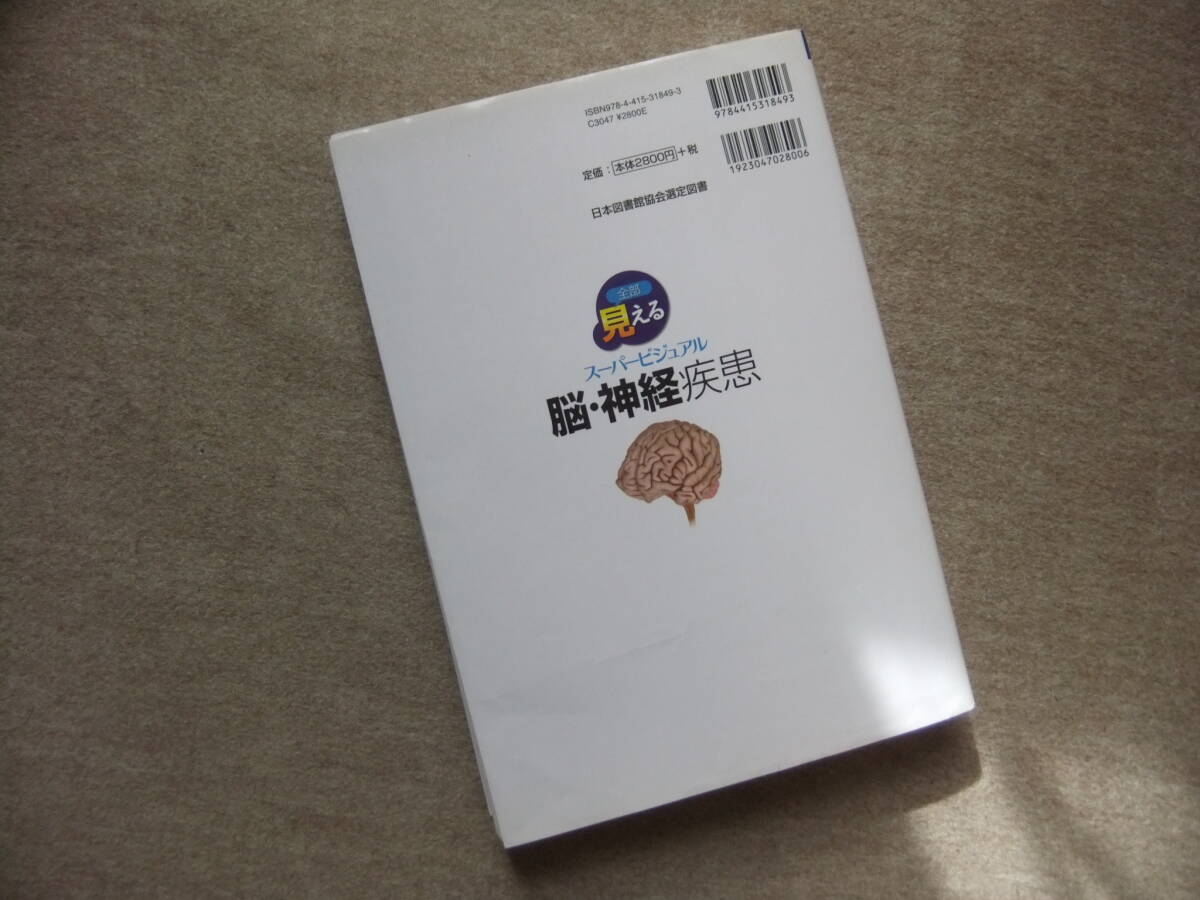 ISBN978-4-415-31849-3
C3047 ¥2800E
定価：本体2800円+税
日本図書館協会選定図書
9784415318493
1923047028006
全部
見える
スーパービジュアル
脳・神経疾患